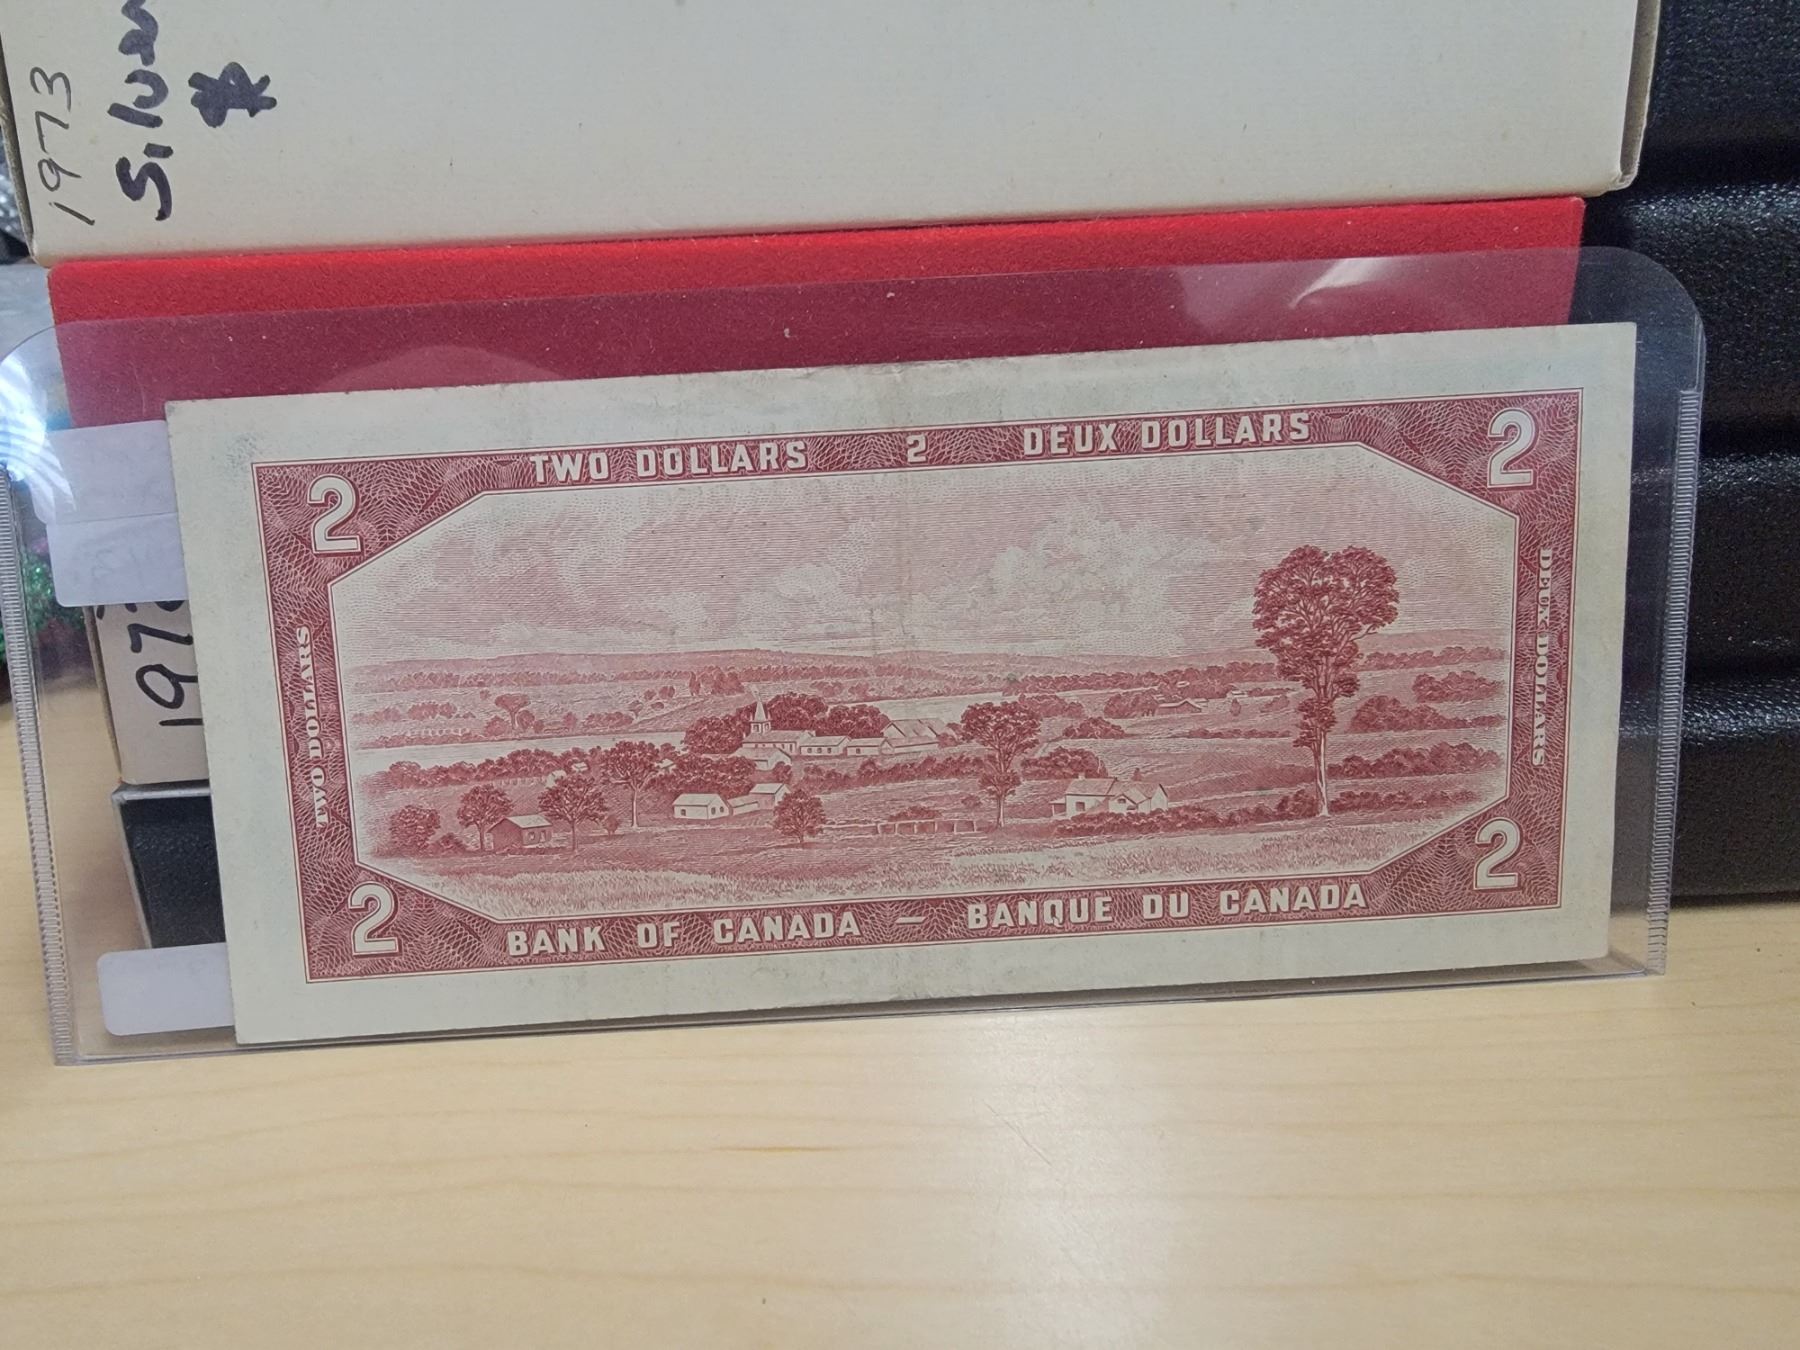 1973
*
TWO DOLLARS 2 DEUX DOLLARS
2 2
TWO DOLLARS
DEUX DOLLARS
197
2 2
BANK OF CANADA — BANQUE DU CANADA